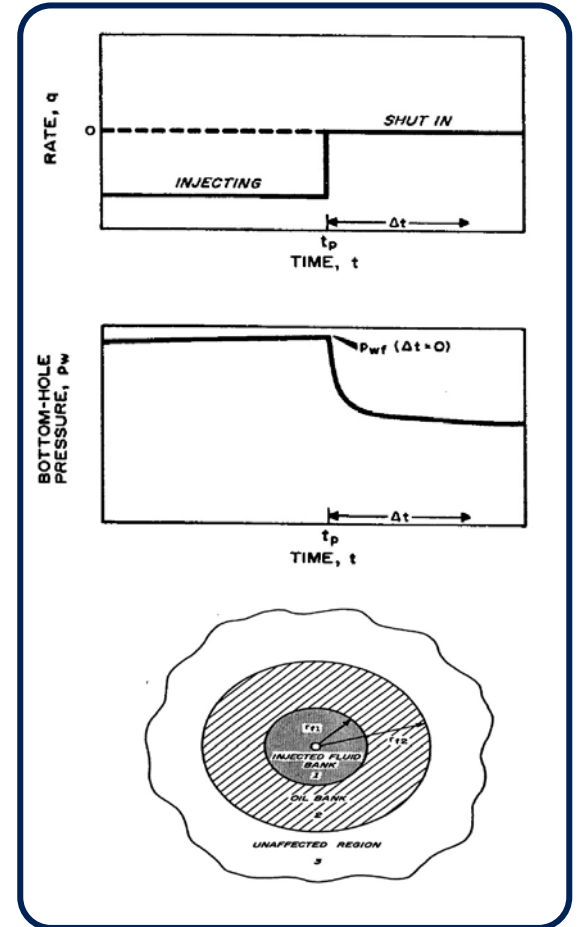 RATE, q
O
SHUT IN
INJECTING
Δt
tp
TIME, t
BOTTOM-HOLE
PRESSURE, pw
pwf (Δt=0)
Δt
tp
TIME, t
rf1
rf2
INJECTED FLUID
BANK
1
OIL BANK
2
UNAFFECTED REGION
3